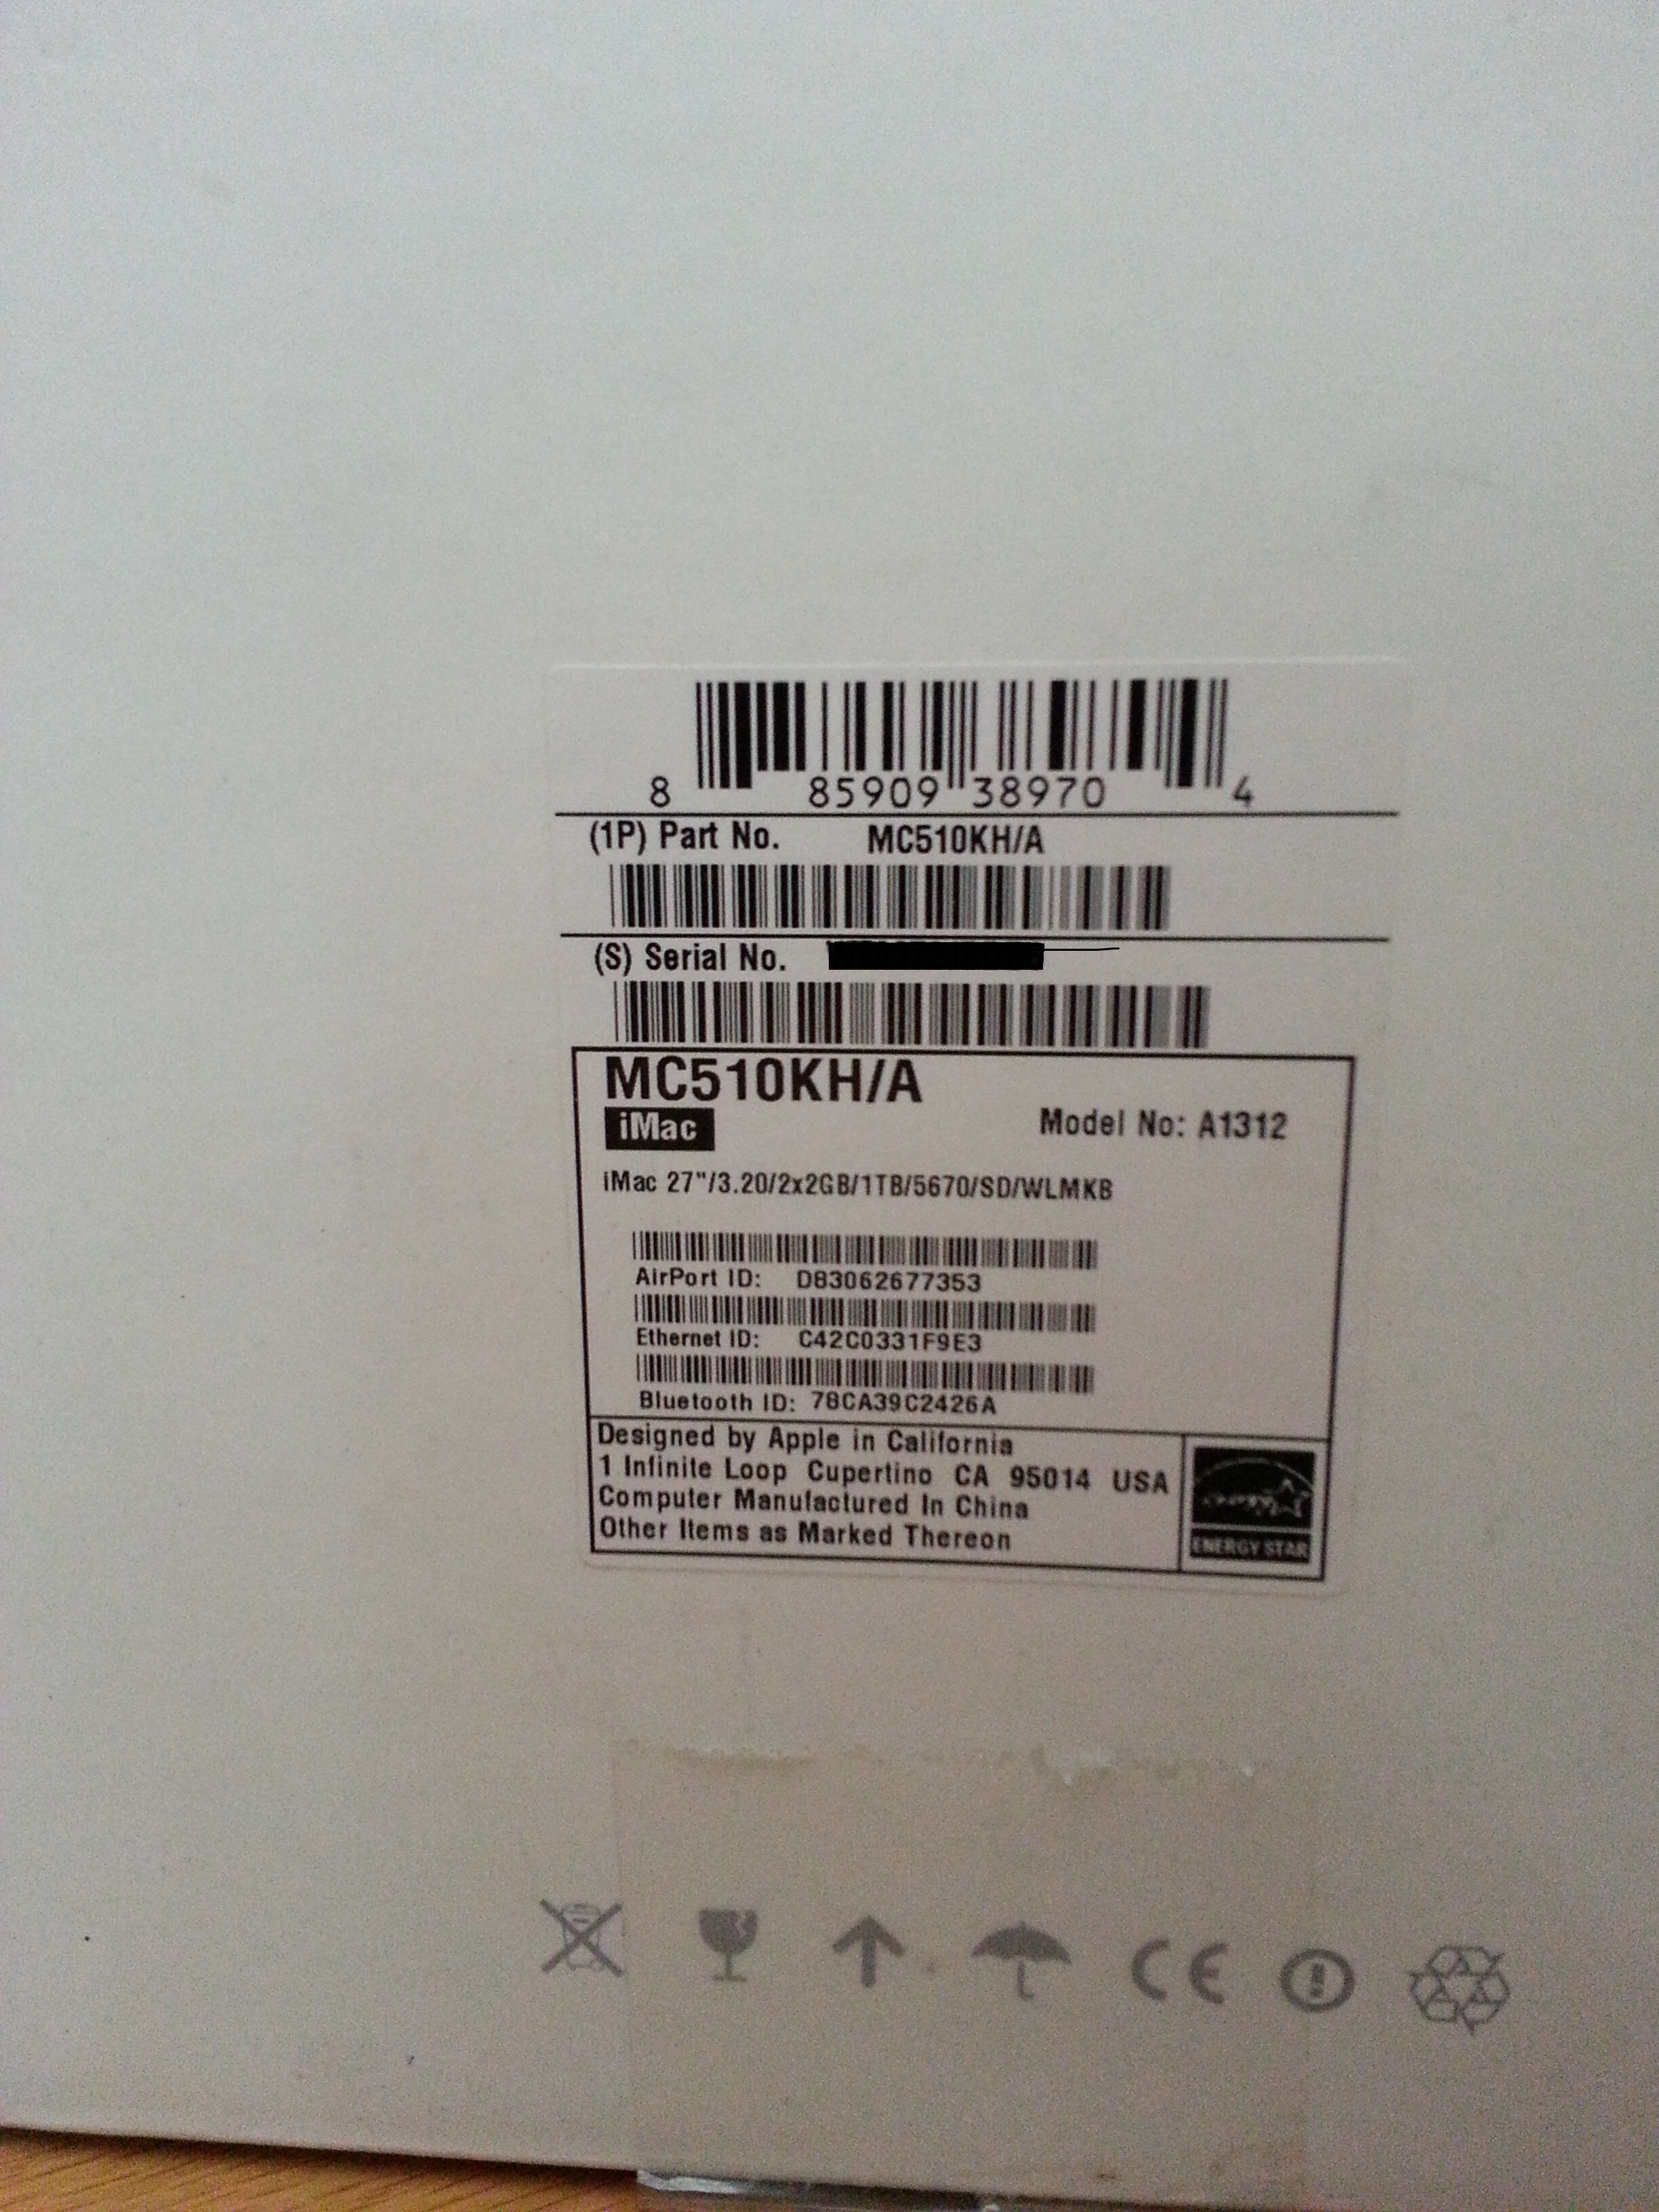 8 85909 38970 4
(1P) Part No. MC510KH/A
(S) Serial No.
MC510KH/A
iMac
Model No: A1312
iMac 27"/3.20/2x2GB/1TB/5670/SD/WLMKB
AirPort ID: D83062677353
Ethernet ID: C42C0331F9E3
Bluetooth ID: 78CA39C2426A
Designed by Apple in California
1 Infinite Loop Cupertino CA 95014 USA
Computer Manufactured In China
Other Items as Marked Thereon
ENERGY STAR
CE